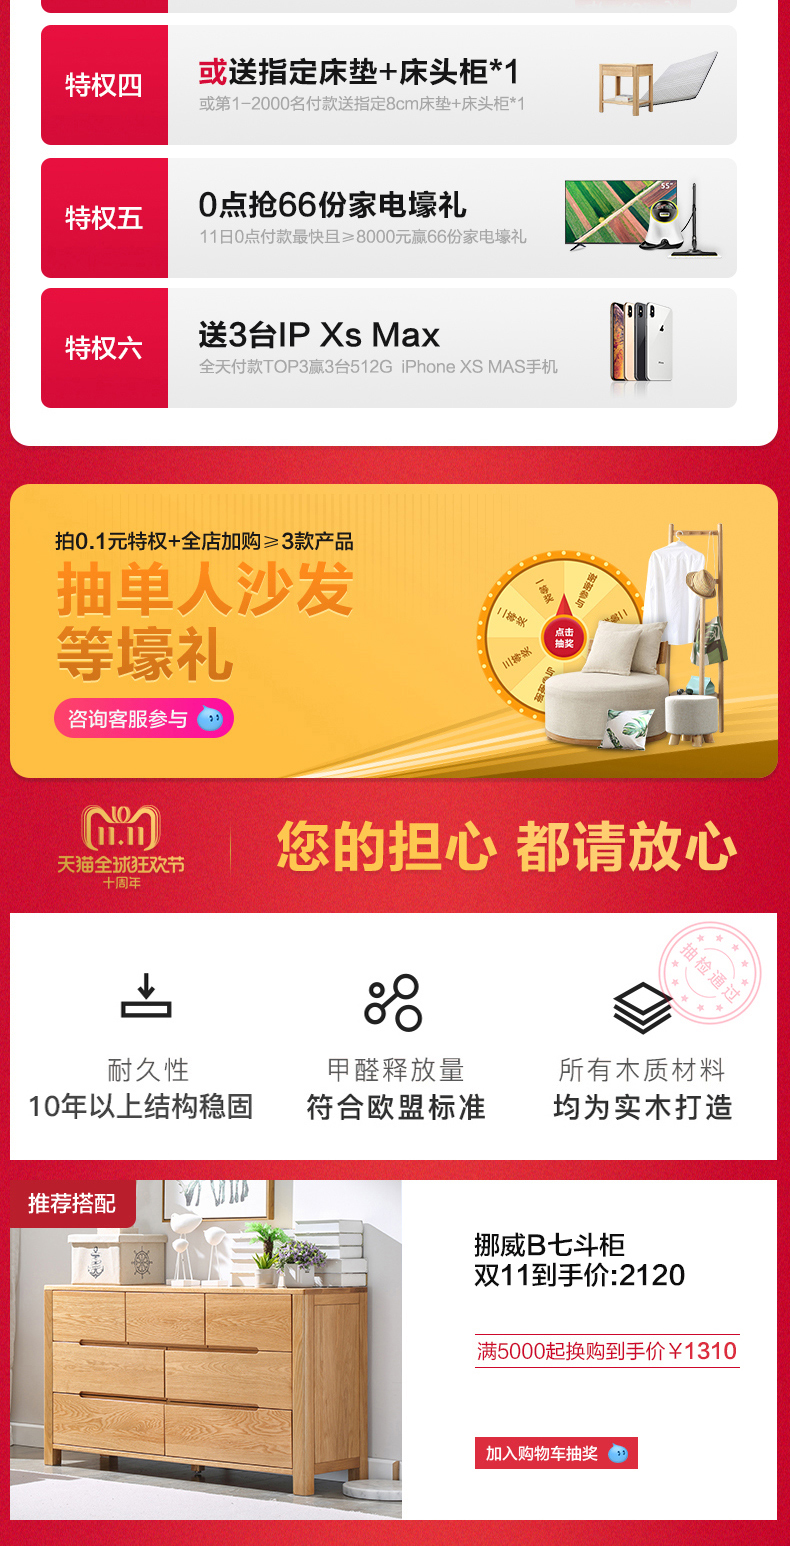 特权四
或送指定床垫+床头柜*1
或第1-2000名付款送指定8cm床垫+床头柜*1
特权五
0点抢66份家电壕礼
11日0点付款最快且≥8000元赢66份家电壕礼
55"
特权六
送3台IP Xs Max
全天付款TOP3赢3台512G iPhone XS MAS手机
拍0.1元特权+全店加购≥3款产品
抽单人沙发
等壕礼
咨询客服参与
一等奖
二等奖
三等奖
点击
抽奖
11.11
天猫全球狂欢节
十周年
您的担心 都请放心
抽检通过
耐久性
10年以上结构稳固
甲醛释放量
符合欧盟标准
所有木质材料
均为实木打造
推荐搭配
挪威B七斗柜
双11到手价:2120
满5000起换购到手价¥1310
加入购物车抽奖